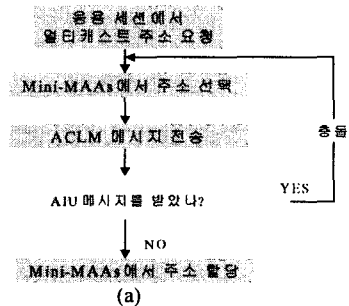 응용 세션에서
멀티캐스트 주소 요청
Mini-MAAs에서 주소 선택
ACLM 메시지 전송
충돌
AIU 메시지를 받았나?
YES
NO
Mini-MAAs에서 주소 할당
(a)